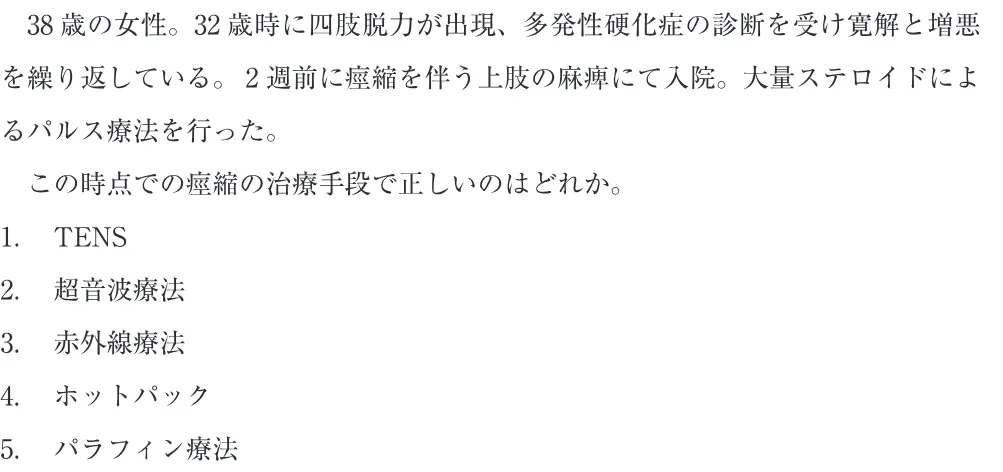 38 歳の女性。32 歳時に四肢脱力が出現、多発性硬化症の診断を受け寛解と増悪
を繰り返している。2 週前に痙縮を伴う上肢の麻痺にて入院。大量ステロイドによ
るパルス療法を行った。
この時点での痙縮の治療手段で正しいのはどれか。
1. TENS
2. 超音波療法
3. 赤外線療法
4. ホットパック
5. パラフィン療法